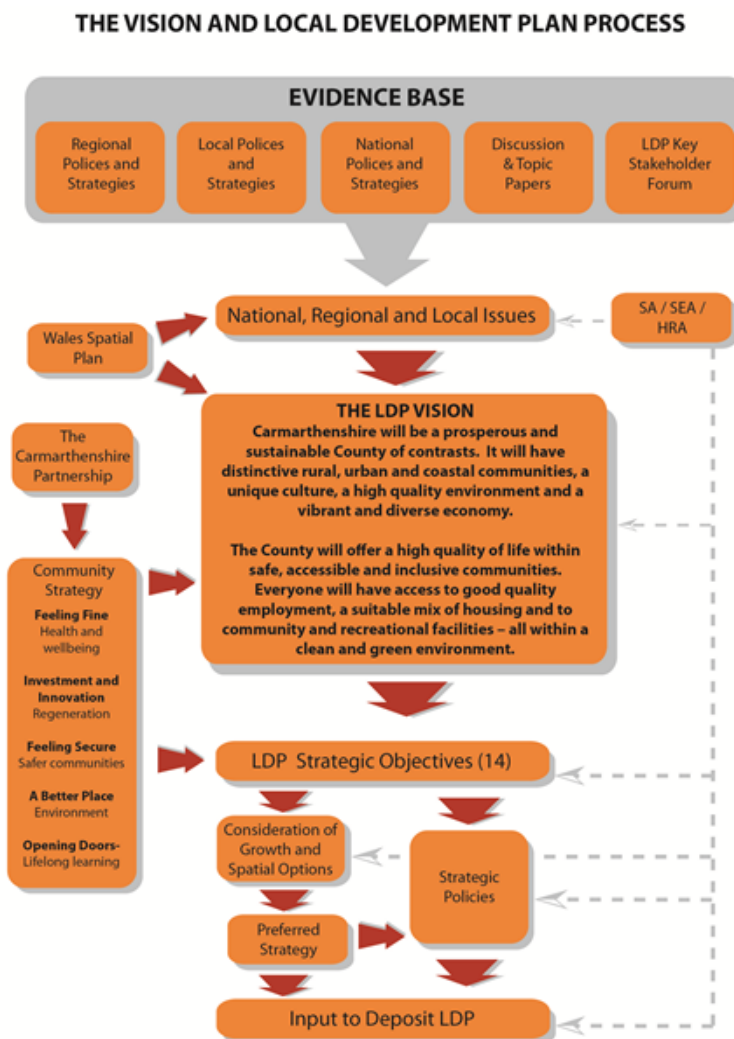 THE VISION AND LOCAL DEVELOPMENT PLAN PROCESS
EVIDENCE BASE
Regional
Polices and
Strategies
Local Polices
and
Strategies
National
Polices and
Strategies
Discussion
& Topic
Papers
LDP Key
Stakeholder
Forum
National, Regional and Local Issues
SA / SEA /
HRA
Wales Spatial
Plan
THE LDP VISION
Carmarthenshire will be a prosperous and
sustainable County of contrasts. It will have
distinctive rural, urban and coastal communities, a
unique culture, a high quality environment and a
vibrant and diverse economy.
The County will offer a high quality of life within
safe, accessible and inclusive communities.
Everyone will have access to good quality
employment, a suitable mix of housing and to
community and recreational facilities – all within a
clean and green environment.
The
Carmarthenshire
Partnership
Community
Strategy
Feeling Fine
Health and
wellbeing
Investment and
Innovation
Regeneration
Feeling Secure
Safer communities
A Better Place
Environment
Opening Doors-
Lifelong learning
LDP Strategic Objectives (14)
Consideration of
Growth and
Spatial Options
Strategic
Policies
Preferred
Strategy
Input to Deposit LDP